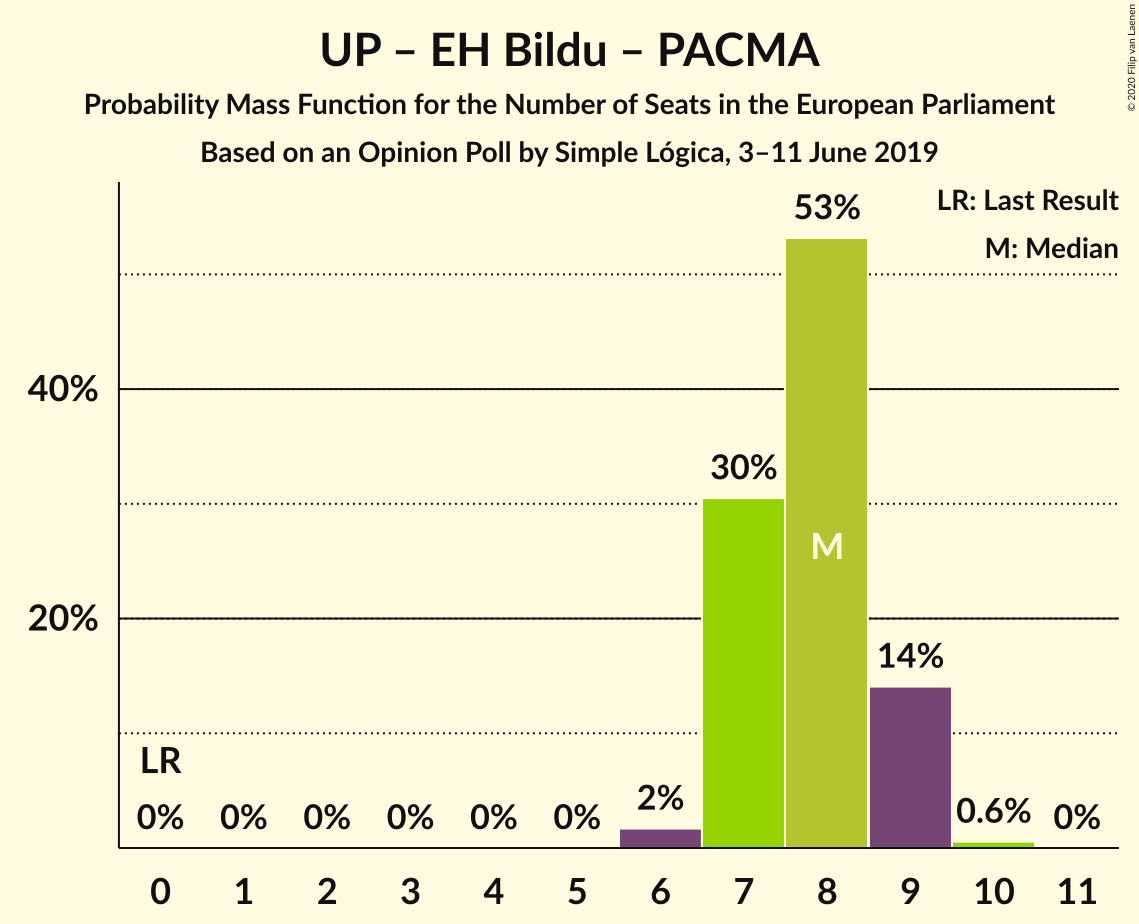 UP – EH Bildu – PACMA
Probability Mass Function for the Number of Seats in the European Parliament
Based on an Opinion Poll by Simple Lógica, 3–11 June 2019
© 2020 Filip van Laenen
LR: Last Result
M: Median
53%
40%
30%
M
20%
14%
LR
0% 0% 0% 0% 0% 0% 2% 0.6% 0%
0 1 2 3 4 5 6 7 8 9 10 11